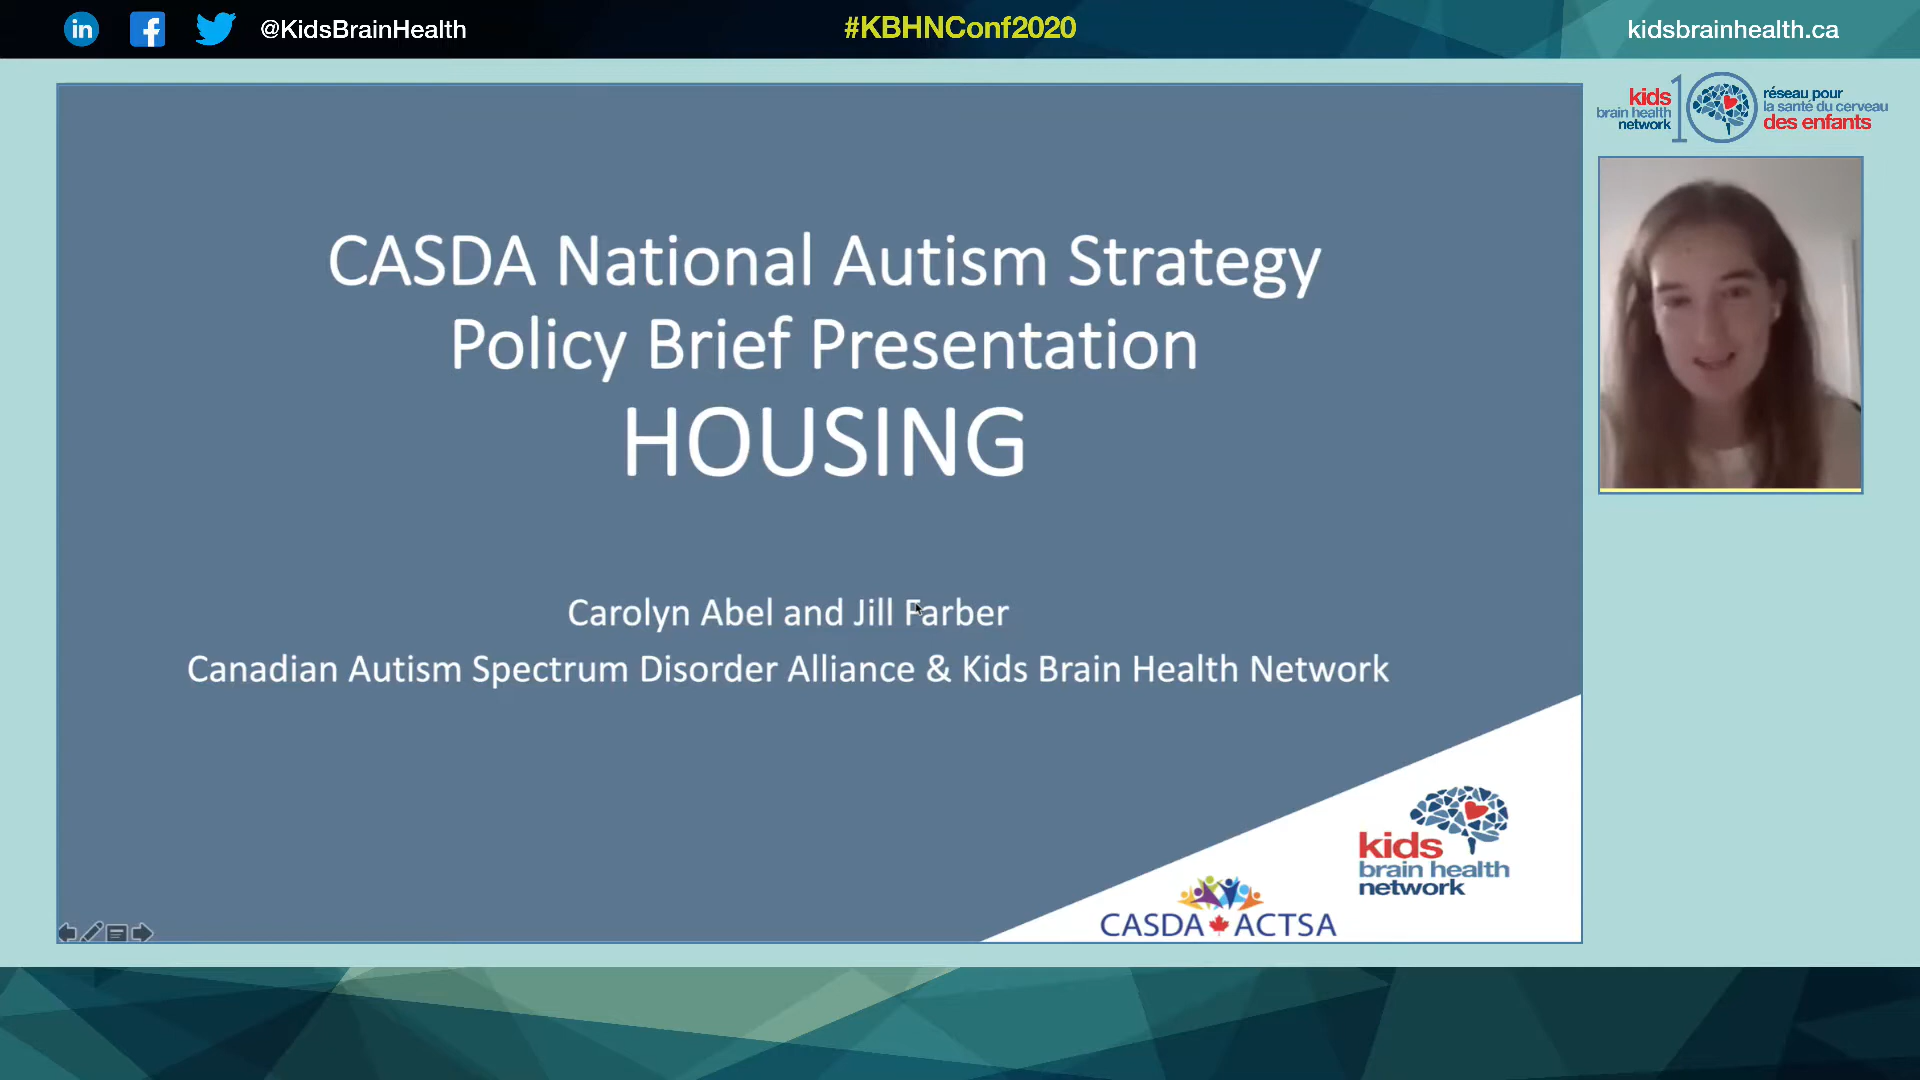 in
f
@KidsBrainHealth
#KBHNConf2020
kidsbrainhealth.ca
kids
brain health
network
10
réseau pour
la santé du cerveau
des enfants
CASDA National Autism Strategy
Policy Brief Presentation
HOUSING
Carolyn Abel and Jill Farber
Canadian Autism Spectrum Disorder Alliance & Kids Brain Health Network
kids
brain health
network
CASDA ACTSA